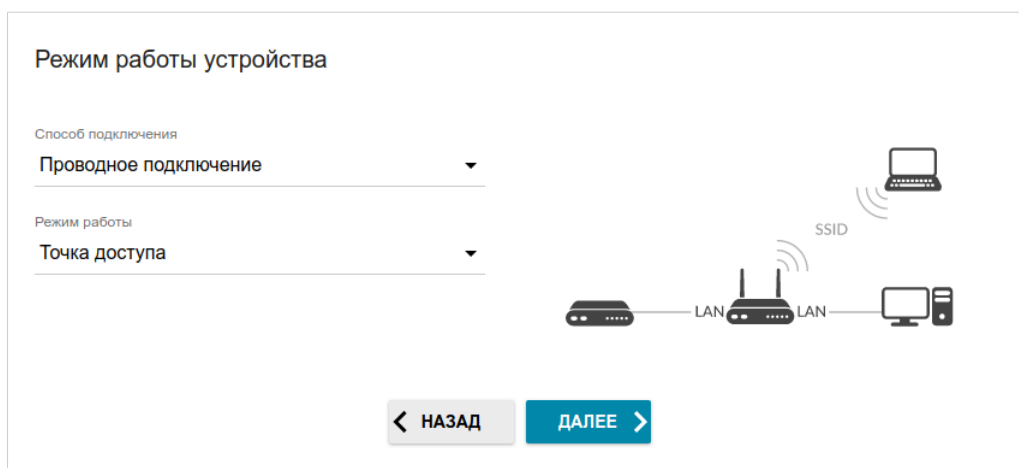 Режим работы устройства
Способ подключения
Проводное подключение
Режим работы
Точка доступа
SSID
LAN
LAN
НАЗАД
ДАЛЕЕ